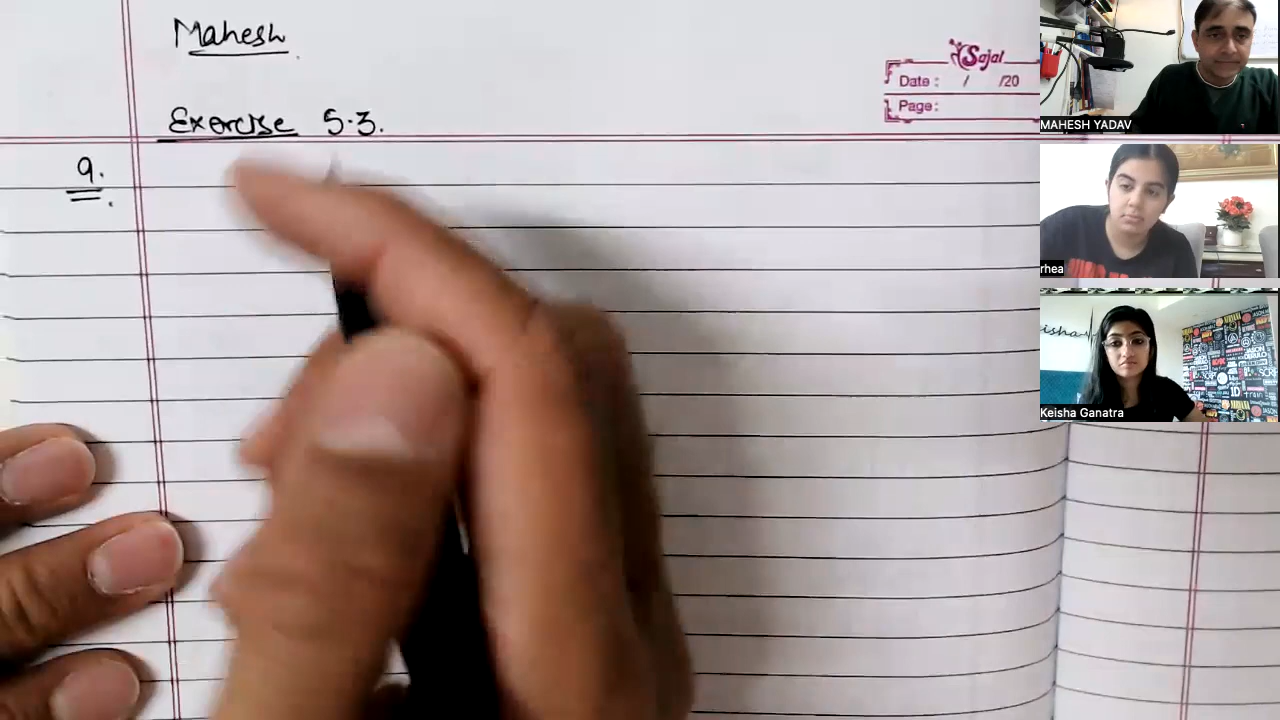 Mahesh
Sajal
Date : / /20
Page :
Exercise 5.3.
9.
MAHESH YADAV
rhea
Keisha Ganatra